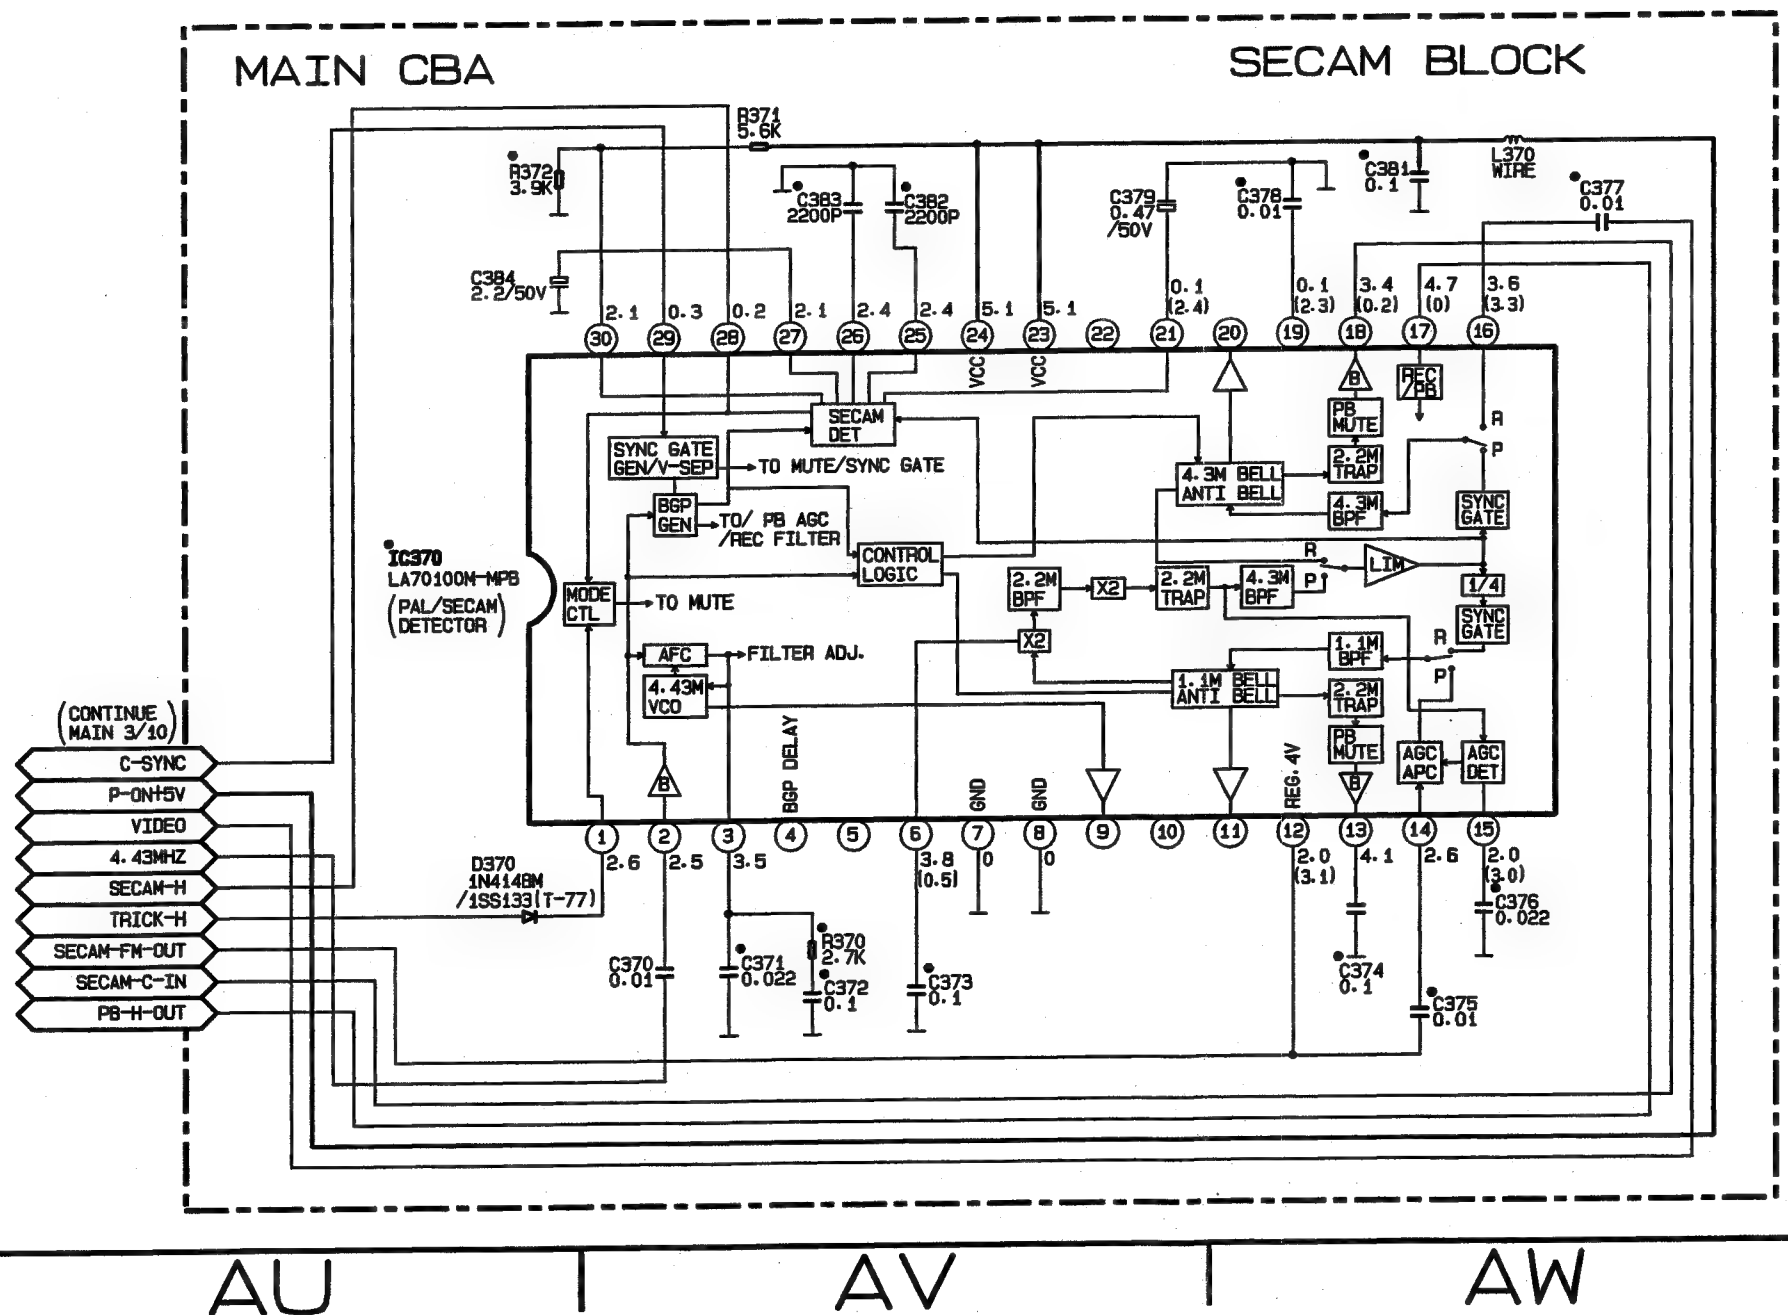 MAIN CBA
SECAM BLOCK
R371
5.6K
R372
3.9K
C383
2200P
C382
2200P
C379
0.47
/50V
C378
0.01
C381
0.1
L370
WIRE
C377
0.01
C384
2.2/50V
2.1
0.3
0.2
2.1
2.4
2.4
5.1
5.1
0.1
(2.4)
0.1
(2.3)
3.4
(0.2)
4.7
(0)
3.6
(3.3)
30
29
28
27
26
25
24
23
22
21
20
19
18
17
16
VCC
VCC
B
REC
/PB
SECAM
DET
PB
MUTE
R
P
SYNC GATE
GEN/V-SEP
TO MUTE/SYNC GATE
4.3M BELL
ANTI BELL
2.2M
TRAP
BGP
GEN
TO/ PB AGC
/REC FILTER
4.3M
BPF
SYNC
GATE
IC370
LA70100M-MPB
(PAL/SECAM
DETECTOR)
CONTROL
LOGIC
R
P
LIM
MODE
CTL
TO MUTE
2.2M
BPF
X2
2.2M
TRAP
4.3M
BPF
1/4
SYNC
GATE
X2
AFC
FILTER ADJ.
1.1M
BPF
R
P
4.43M
VCO
1.1M BELL
ANTI BELL
2.2M
TRAP
PB
MUTE
AGC
APC
AGC
DET
B
BGP DELAY
GND
GND
REG.4V
B
(CONTINUE
MAIN 3/10)
C-SYNC
P-ON+5V
VIDEO
4.43MHZ
SECAM-H
TRICK-H
SECAM-FM-OUT
SECAM-C-IN
PB-H-OUT
1
2
3
4
5
6
7
8
9
10
11
12
13
14
15
2.6
2.5
3.5
3.8
(0.5)
0
0
2.0
(3.1)
4.1
2.6
2.0
(3.0)
D370
1N4148M
/1SS133(T-77)
C376
0.022
C370
0.01
C371
0.022
R370
2.7K
C372
0.1
C373
0.1
C374
0.1
C375
0.01
AU
AV
AW